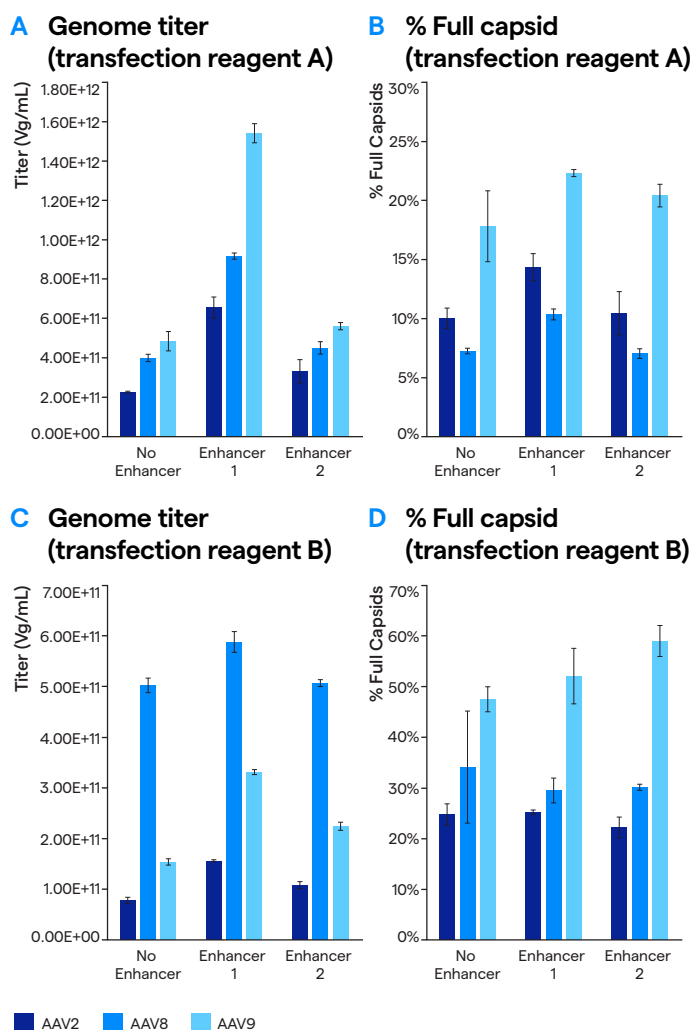 A Genome titer
(transfection reagent A)
Titer (Vg/mL)
1.80E+12
1.60E+12
1.40E+12
1.20E+12
1.00E+12
8.00E+11
6.00E+11
4.00E+11
2.00E+11
0.00E+00
No
Enhancer
Enhancer
1
Enhancer
2
B % Full capsid
(transfection reagent A)
% Full Capsids
30%
25%
20%
15%
10%
5%
0%
No
Enhancer
Enhancer
1
Enhancer
2
C Genome titer
(transfection reagent B)
Titer (Vg/mL)
7.00E+11
6.00E+11
5.00E+11
4.00E+11
3.00E+11
2.00E+11
1.00E+11
0.00E+00
No
Enhancer
Enhancer
1
Enhancer
2
D % Full capsid
(transfection reagent B)
% Full Capsids
70%
60%
50%
40%
30%
20%
10%
0%
No
Enhancer
Enhancer
1
Enhancer
2
AAV2 AAV8 AAV9